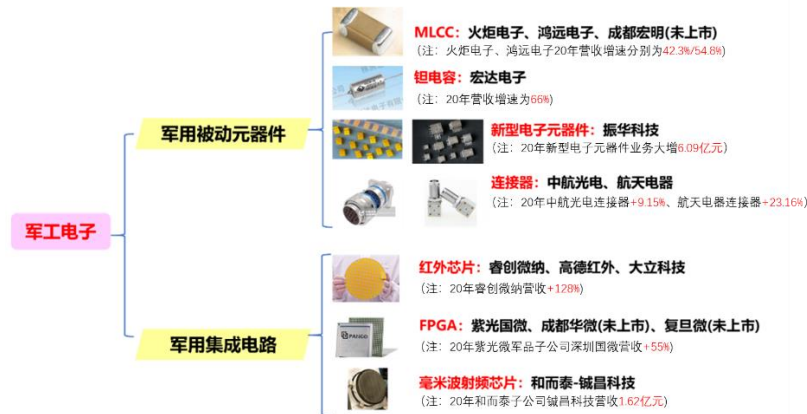 MLCC：火炬电子、鸿远电子、成都宏明(未上市)
(注：火炬电子、鸿远电子20年营收增速分别为42.3%/54.8%)
钽电容：宏达电子
(注：20年营收增速为66%)
军用被动元器件
新型电子元器件：振华科技
(注：20年新型电子元器件业务大增6.09亿元)
连接器：中航光电、航天电器
(注：20年中航光电连接器+9.15%、航天电器连接器+23.16%)
军工电子
红外芯片：睿创微纳、高德红外、大立科技
(注：20年睿创微纳营收+128%)
军用集成电路
FPGA：紫光国微、成都华微(未上市)、复旦微(未上市)
(注：20年紫光微军品子公司深圳国微营收+55%)
PANGO
毫米波射频芯片：和而泰-铖昌科技
(注：20年和而泰子公司铖昌科技营收1.62亿元)